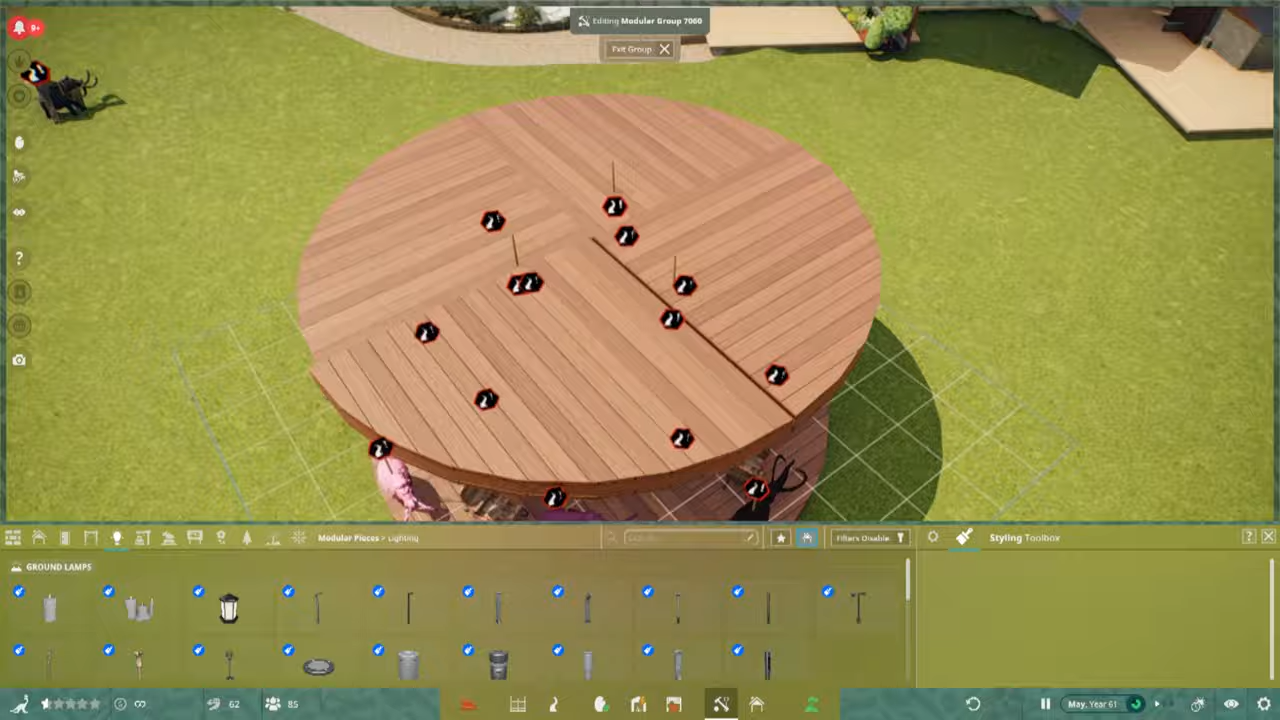 9+
Editing Modular Group 7060
Exit Group
?
Modular Pieces > Lighting
Filters Disable
Styling Toolbox
?
GROUND LAMPS
62
85
May, Year 61